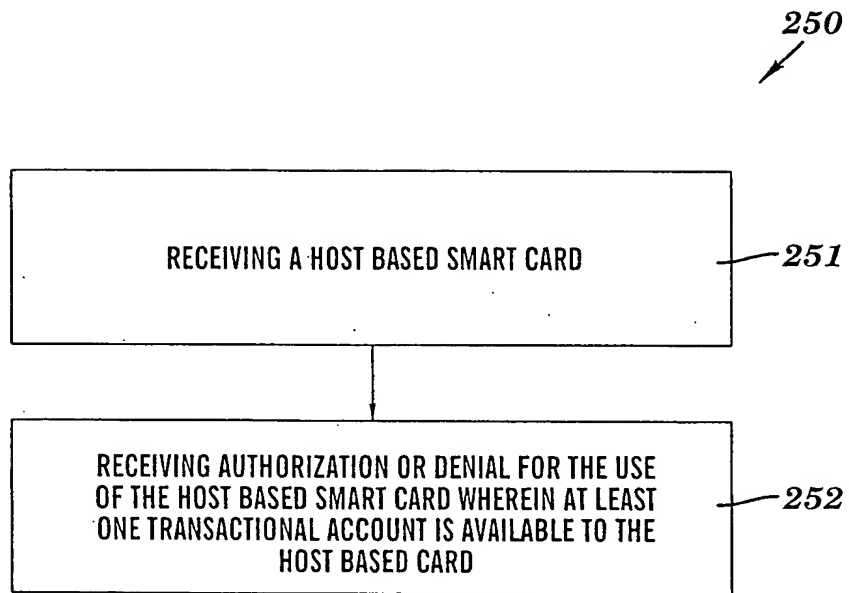 250
RECEIVING A HOST BASED SMART CARD
251
RECEIVING AUTHORIZATION OR DENIAL FOR THE USE
OF THE HOST BASED SMART CARD WHEREIN AT LEAST
ONE TRANSACTIONAL ACCOUNT IS AVAILABLE TO THE
HOST BASED CARD
252